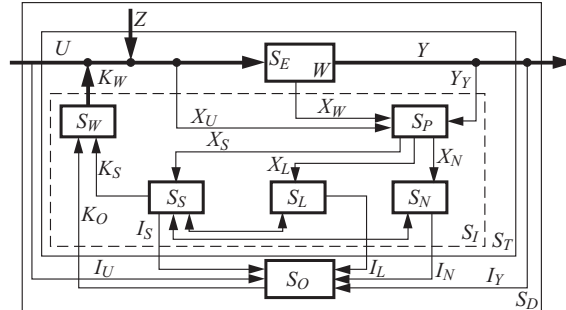 Z
U
K_W
S_E
W
Y
Y_Y
S_W
X_U
X_W
S_P
X_S
X_L
X_N
K_S
K_O
S_S
S_L
S_N
I_S
S_I
S_T
I_U
S_O
I_L
I_N
I_Y
S_D